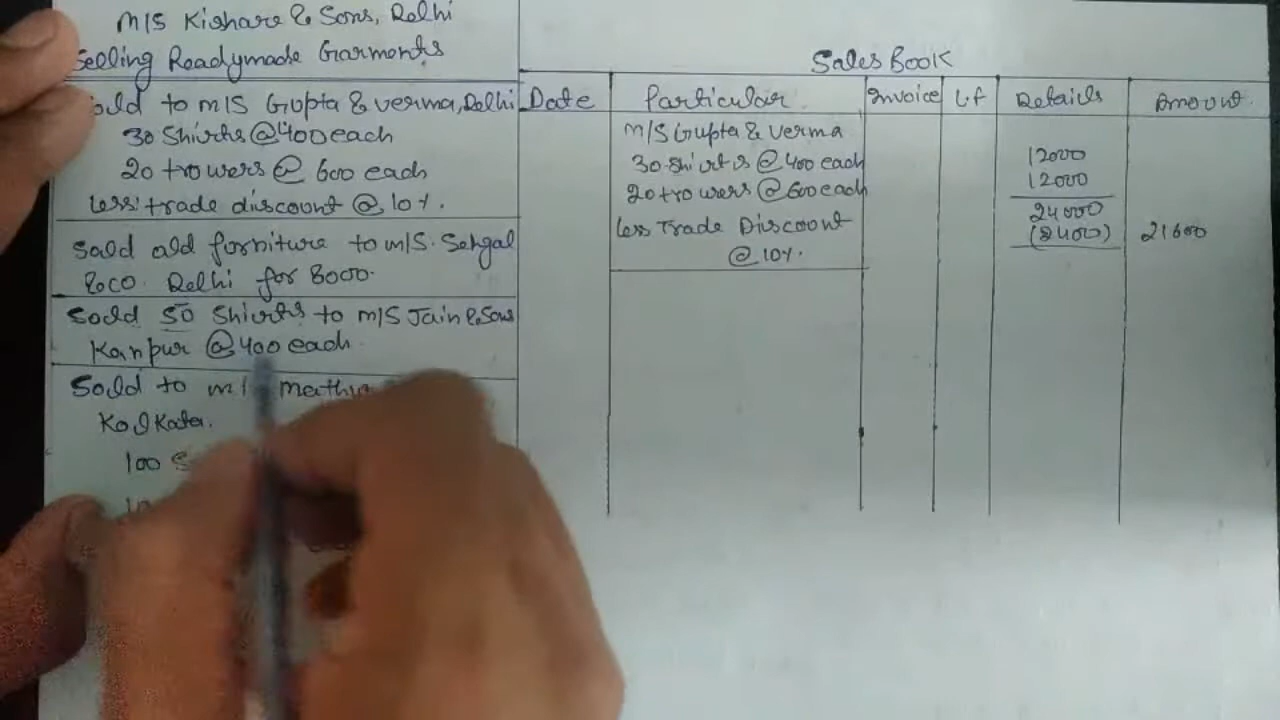 M/S Kishore & Sons, Delhi
Selling Readymade Garments
Sold to M/S Gupta & Verma, Delhi
30 Shirts @ 400 each
20 trowers @ 600 each
Less: trade discount @ 10%.
Sold old forniture to M/S. Sehgal
& CO. Delhi for 8000.
Sold 50 Shirts to M/S Jain & Sons
Kanpur @ 400 each.
Sold to
Kolkata.
100
Sales Book
Date Particular Invoice Lf Details Amount.
M/S Gupta & Verma
30 Shirts @ 400 each 12000
20 trowers @ 600 each 12000
24000
Less Trade Discount (2400) 21600
@ 10%.